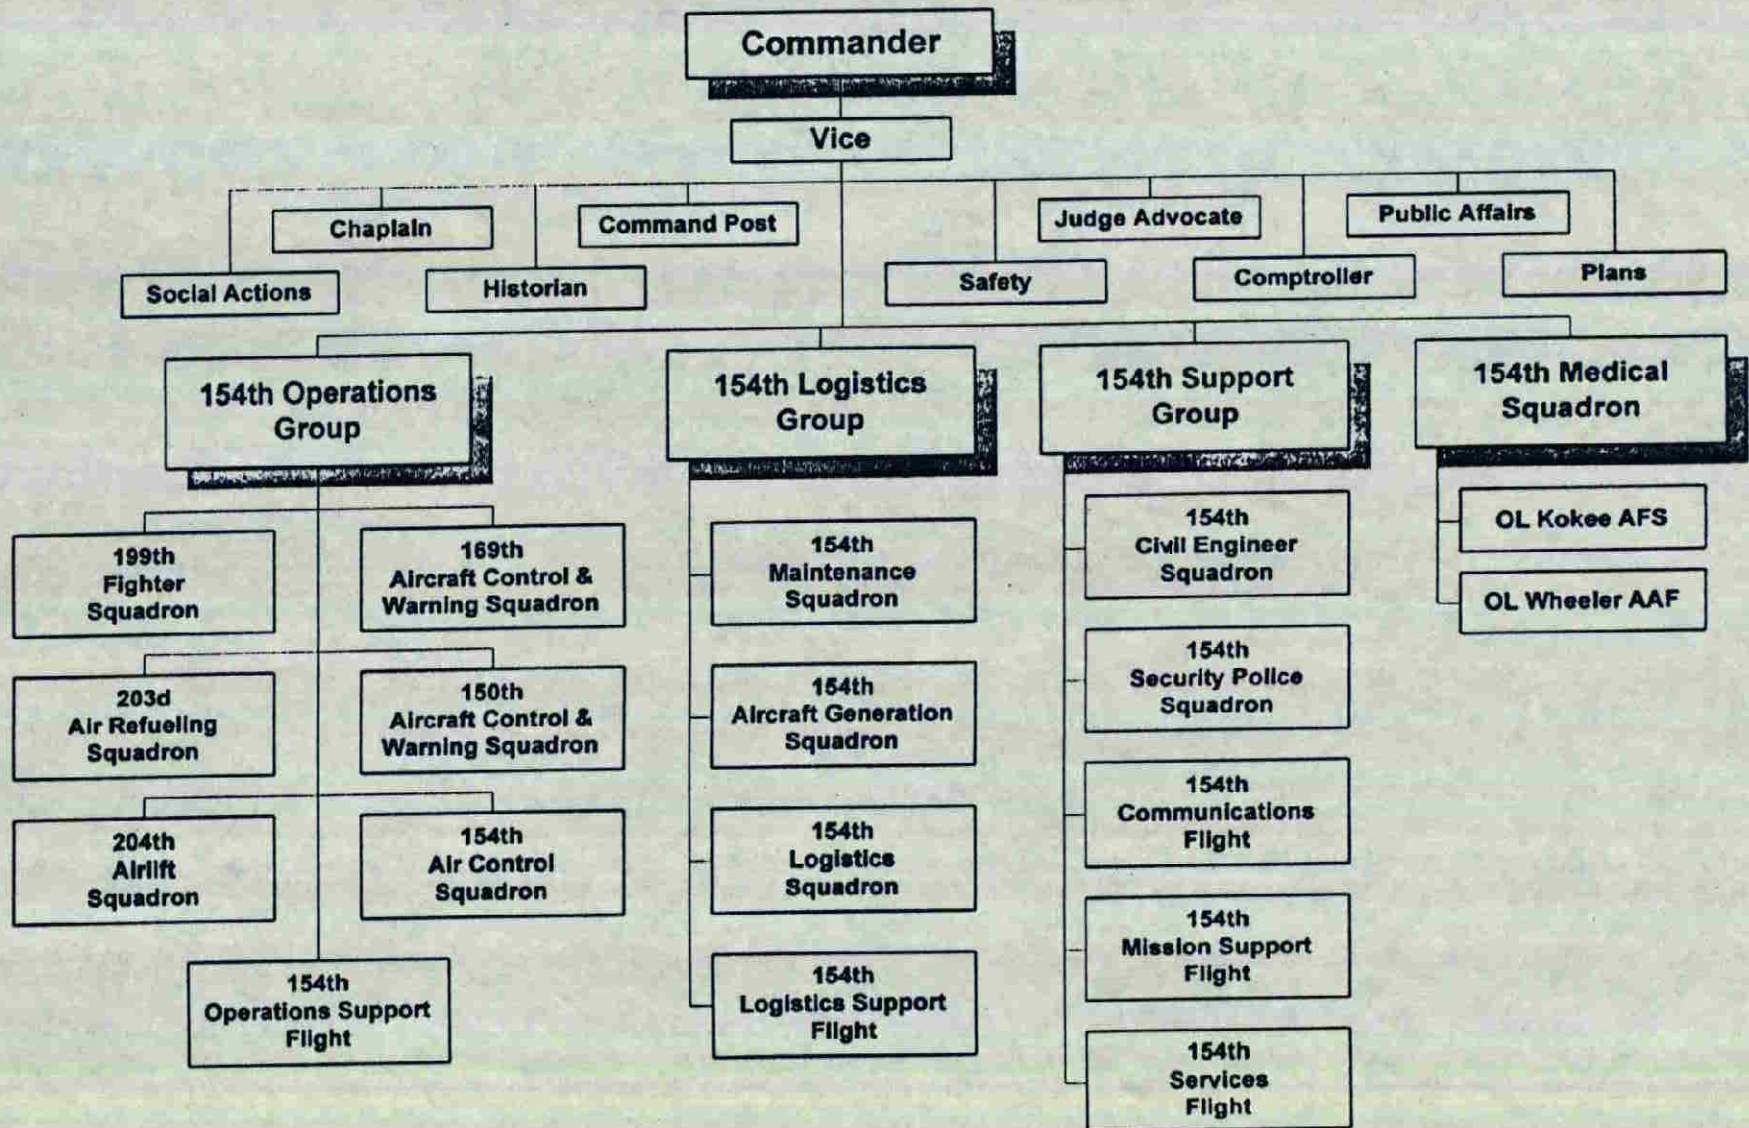 Commander
Vice
Chaplain
Command Post
Judge Advocate
Public Affairs
Social Actions
Historian
Safety
Comptroller
Plans
154th Operations
Group
154th Logistics
Group
154th Support
Group
154th Medical
Squadron
199th
Fighter
Squadron
169th
Aircraft Control &
Warning Squadron
203d
Air Refueling
Squadron
150th
Aircraft Control &
Warning Squadron
204th
Airlift
Squadron
154th
Air Control
Squadron
154th
Operations Support
Flight
154th
Maintenance
Squadron
154th
Aircraft Generation
Squadron
154th
Logistics
Squadron
154th
Logistics Support
Flight
154th
Civil Engineer
Squadron
154th
Security Police
Squadron
154th
Communications
Flight
154th
Mission Support
Flight
154th
Services
Flight
OL Kokee AFS
OL Wheeler AAF